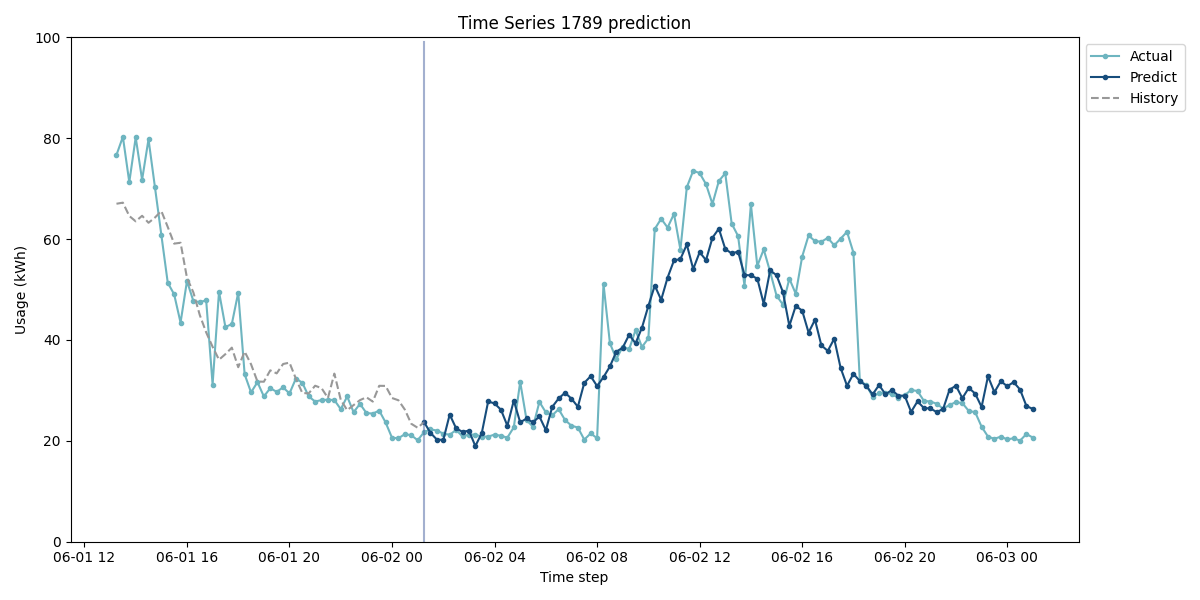 Time Series 1789 prediction
Usage (kWh)
100
80
60
40
20
0
06-01 12
06-01 16
06-01 20
06-02 00
06-02 04
06-02 08
06-02 12
06-02 16
06-02 20
06-03 00
Time step
Actual
Predict
History